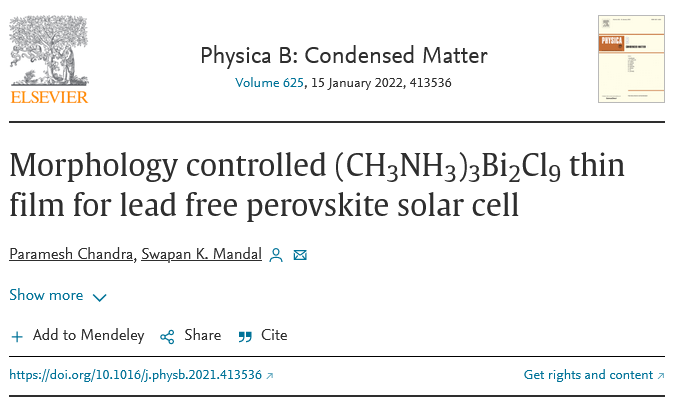 Physica B: Condensed Matter
Volume 625, 15 January 2022, 413536
ELSEVIER
PHYSICA
Morphology controlled (CH₃NH₃)₃Bi₂Cl₉ thin
film for lead free perovskite solar cell
Paramesh Chandra, Swapan K. Mandal
Show more
Add to Mendeley Share Cite
https://doi.org/10.1016/j.physb.2021.413536 ↗ Get rights and content ↗